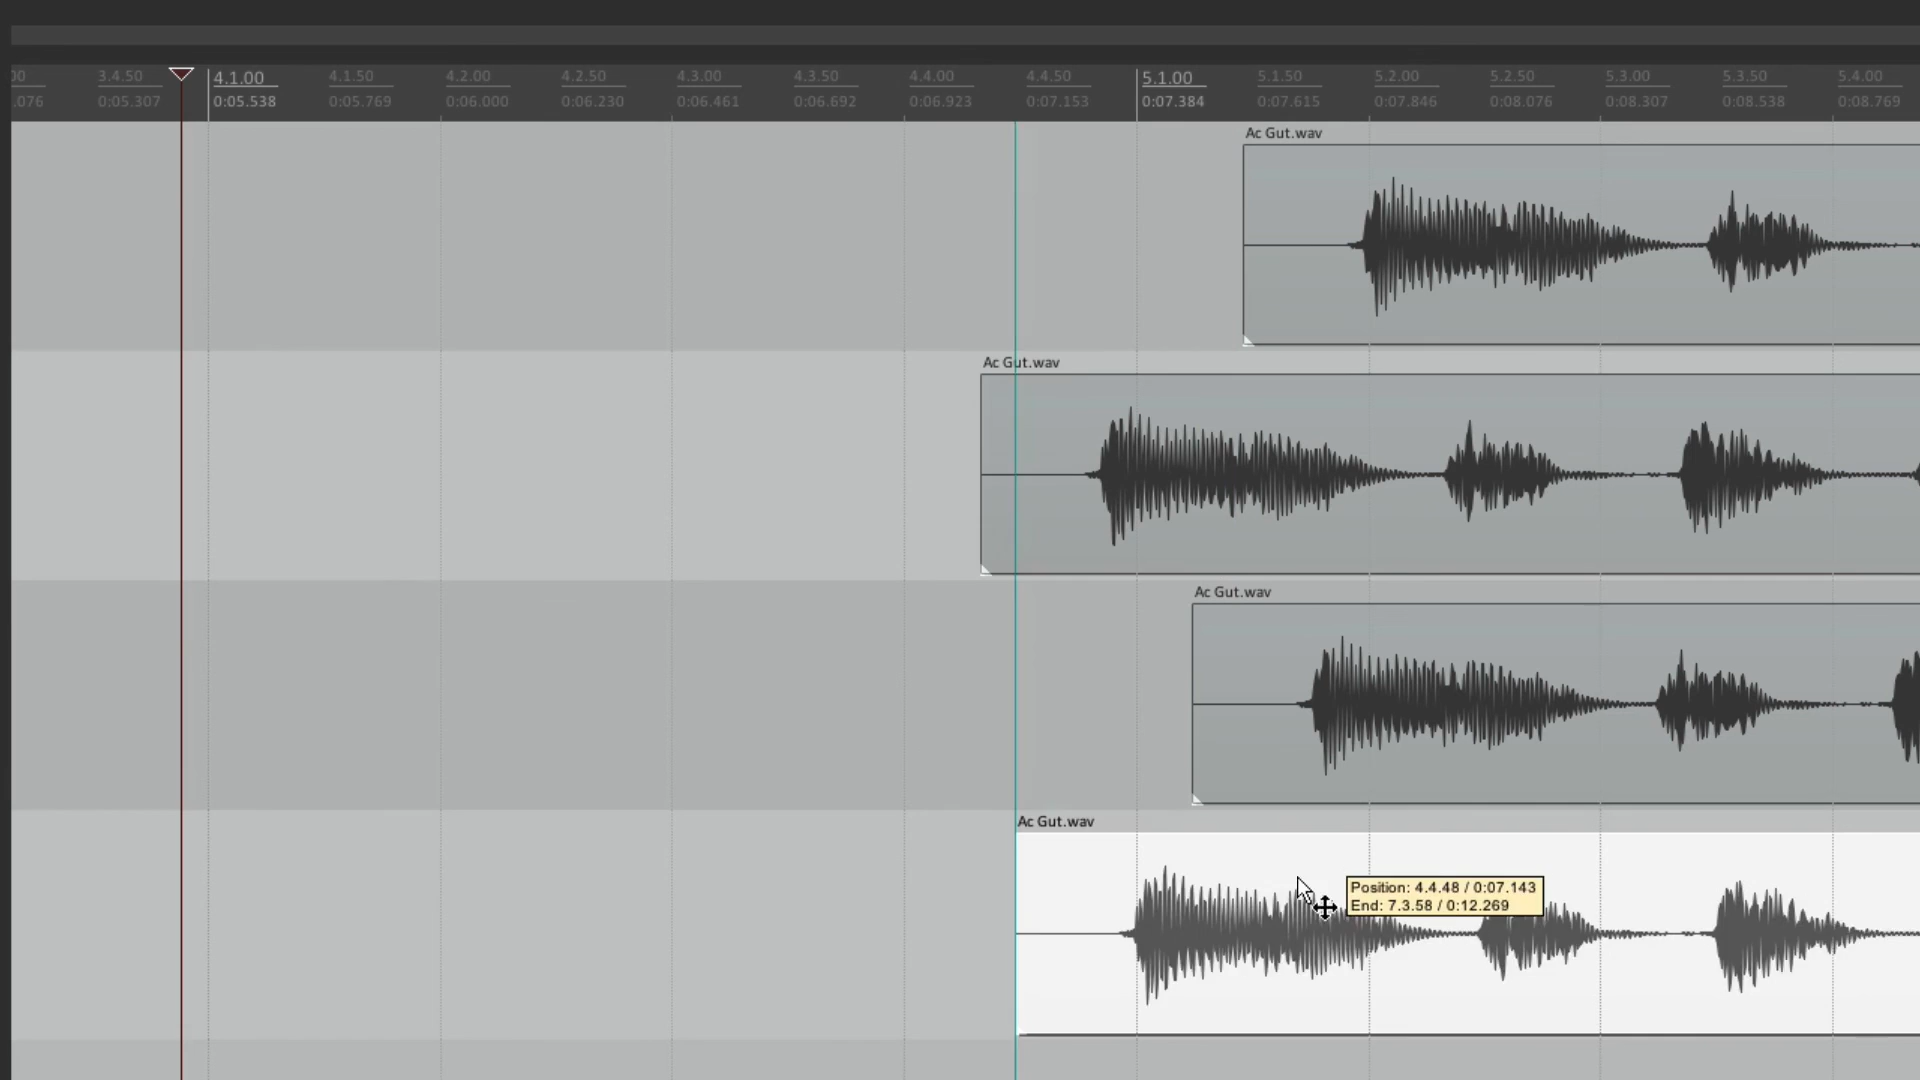 00 3.4.50 4.1.00 4.1.50 4.2.00 4.2.50 4.3.00 4.3.50 4.4.00 4.4.50 5.1.00 5.1.50 5.2.00 5.2.50 5.3.00 5.3.50 5.4.00
.076 0:05.307 0:05.538 0:05.769 0:06.000 0:06.230 0:06.461 0:06.692 0:06.923 0:07.153 0:07.384 0:07.615 0:07.846 0:08.076 0:08.307 0:08.538 0:08.769
Ac Gut.wav
Ac Gut.wav
Ac Gut.wav
Ac Gut.wav
Position: 4.4.48 / 0:07.143
End: 7.3.58 / 0:12.269